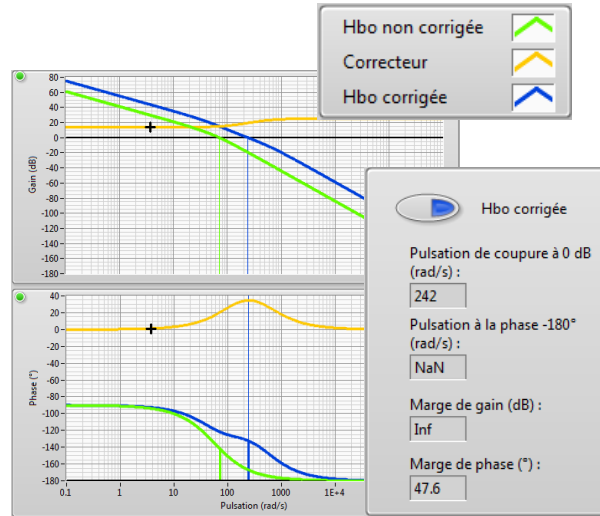 Hbo non corrigée
Correcteur
Hbo corrigée
80
60
40
20
0
-20
-40
-60
-80
-100
-120
-140
-160
-180
Gain (dB)
40
20
0
-20
-40
-60
-80
-100
-120
-140
-160
-180
Phase (°)
0.1 1 10 100 1000 1E+4
Pulsation (rad/s)
Hbo corrigée
Pulsation de coupure à 0 dB
(rad/s) :
242
Pulsation à la phase -180°
(rad/s) :
NaN
Marge de gain (dB) :
Inf
Marge de phase (°) :
47.6